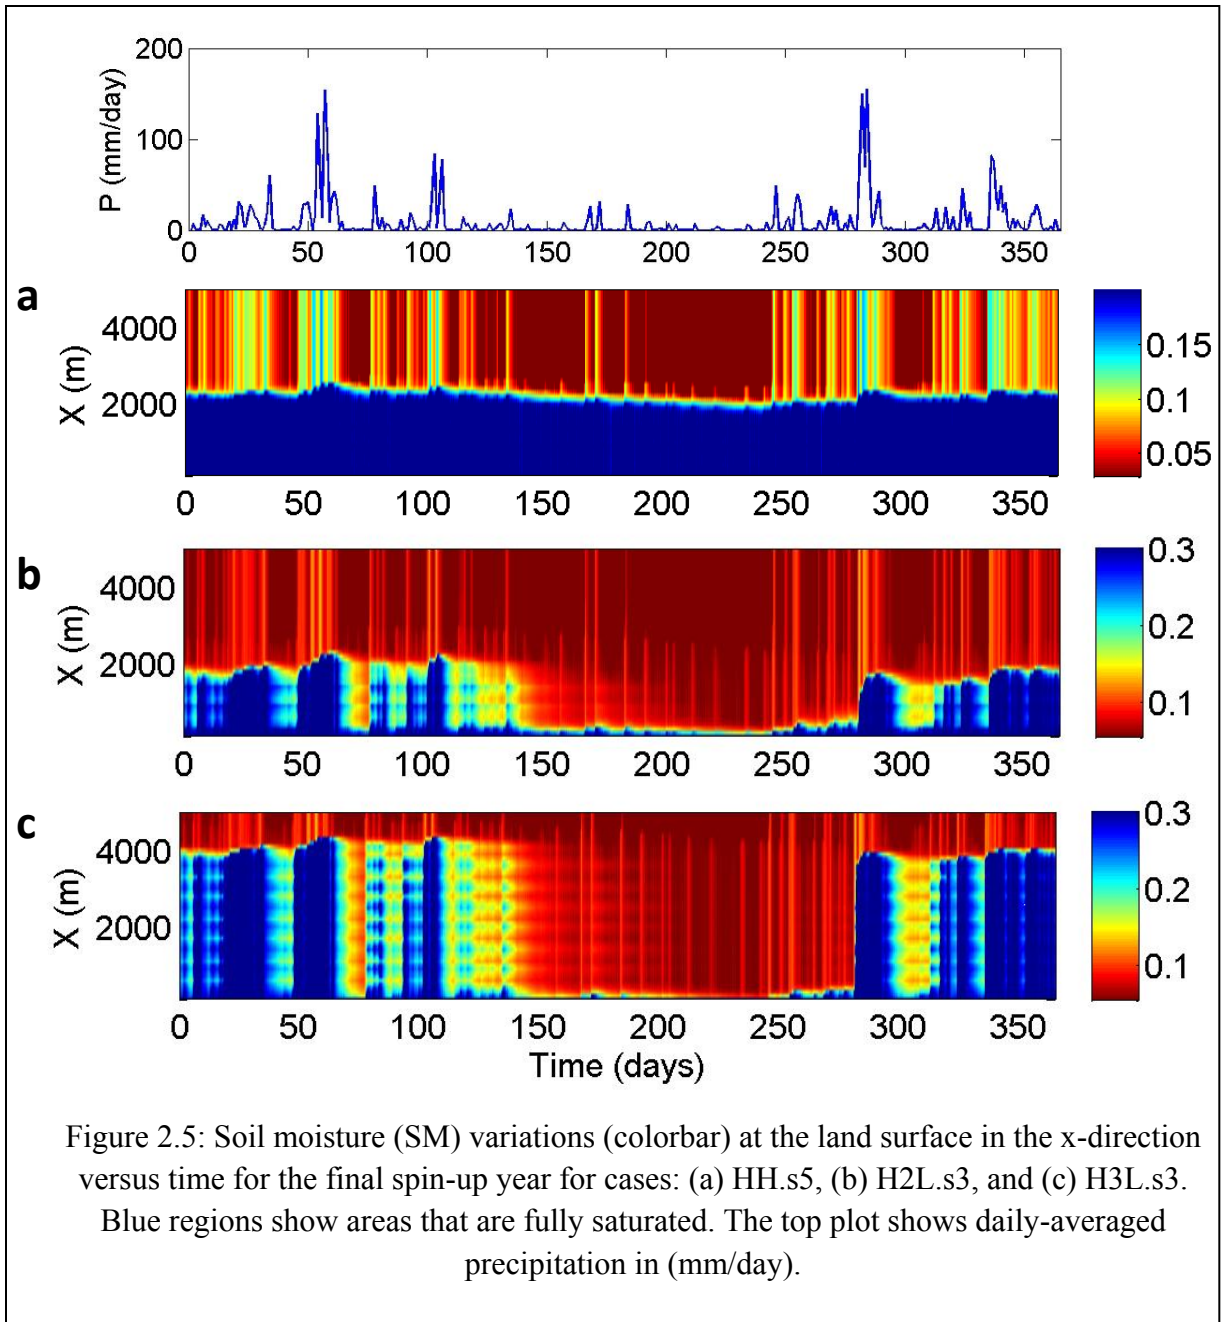 200
100
0
P (mm/day)
0 50 100 150 200 250 300 350
a
4000
2000
X (m)
0.15
0.1
0.05
0 50 100 150 200 250 300 350
b
4000
2000
X (m)
0.3
0.2
0.1
0 50 100 150 200 250 300 350
c
4000
2000
X (m)
0.3
0.2
0.1
0 50 100 150 200 250 300 350
Time (days)
Figure 2.5: Soil moisture (SM) variations (colorbar) at the land surface in the x-direction
versus time for the final spin-up year for cases: (a) HH.s5, (b) H2L.s3, and (c) H3L.s3.
Blue regions show areas that are fully saturated. The top plot shows daily-averaged
precipitation in (mm/day).